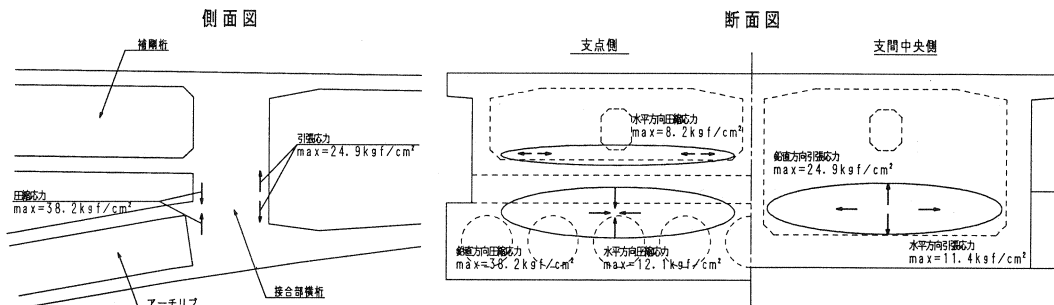 側面図
補剛桁
引張応力
max=24.9kgf/cm²
圧縮応力
max=38.2kgf/cm²
アーチリブ
接合部横桁
断面図
支点側
支間中央側
水平方向圧縮応力
max=8.2kgf/cm²
鉛直方向引張応力
max=24.9kgf/cm²
鉛直方向圧縮応力
max=38.2kgf/cm²
水平方向圧縮応力
max=12.1kgf/cm²
水平方向引張応力
max=11.4kgf/cm²